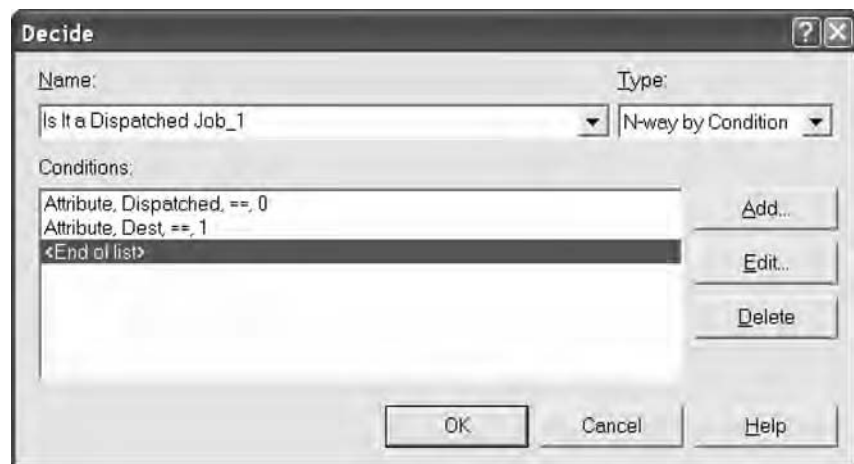 Decide
Name: Type:
Is It a Dispatched Job_1 N-way by Condition
Conditions:
Attribute, Dispatched, ==, 0
Attribute, Dest, ==, 1
<End of list>
Add...
Edit...
Delete
OK Cancel Help